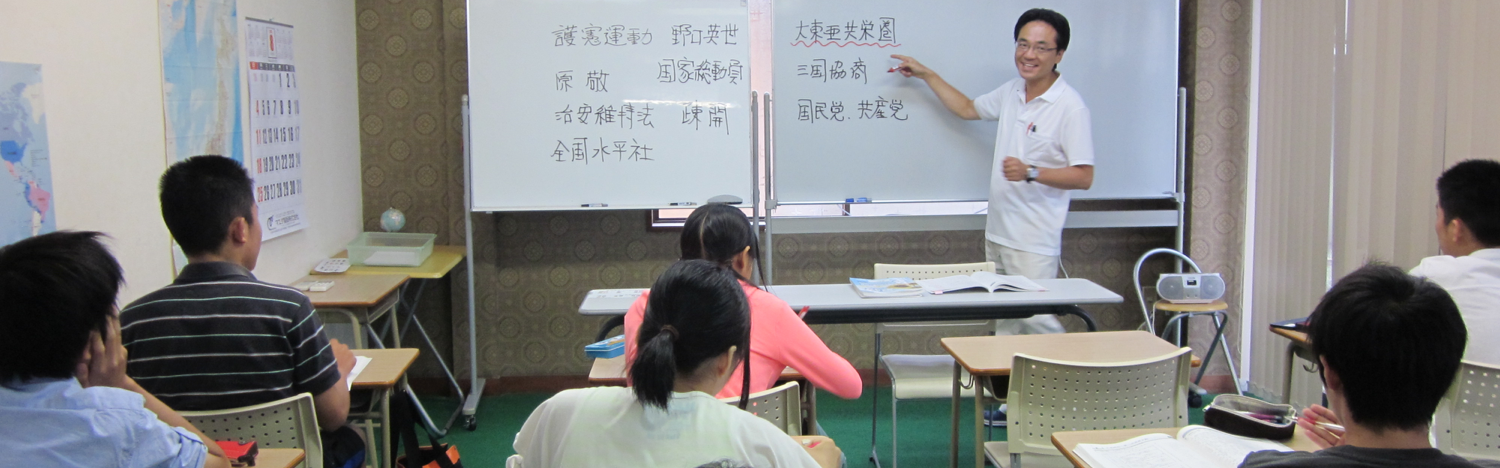 護憲運動 野口英世
原 敬 国家総動員
治安維持法 疎開
全国水平社
大東亜共栄圏
三国協商
国民党、共産党